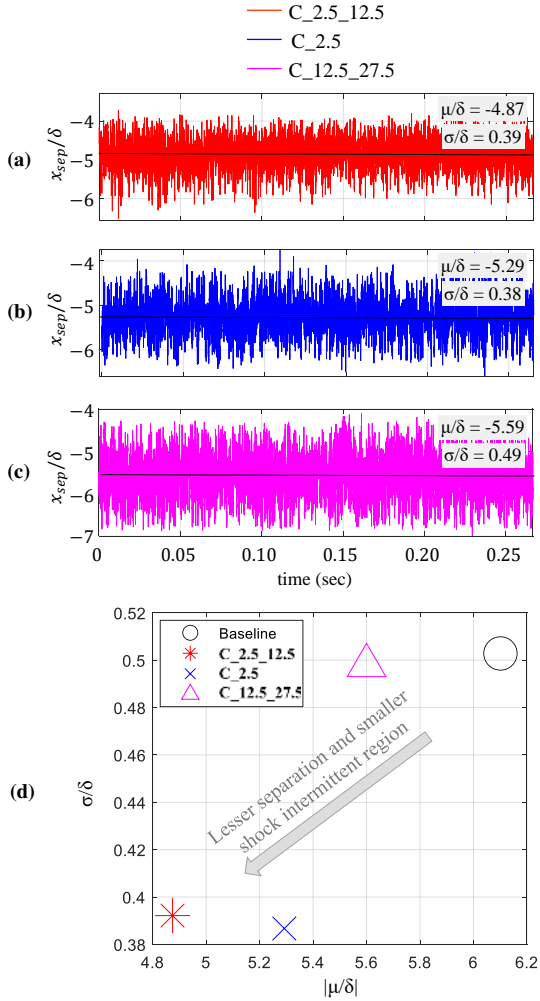 C_2.5_12.5
C_2.5
C_12.5_27.5
(a)
x_sep/δ
−4
−5
−6
μ/δ = -4.87
σ/δ = 0.39
(b)
x_sep/δ
−4
−5
−6
μ/δ = -5.29
σ/δ = 0.38
(c)
x_sep/δ
−4
−5
−6
−7
μ/δ = -5.59
σ/δ = 0.49
0 0.05 0.10 0.15 0.20 0.25
time (sec)
(d)
σ/δ
0.52
0.5
0.48
0.46
0.44
0.42
0.4
0.38
Baseline
C_2.5_12.5
C_2.5
C_12.5_27.5
Lesser separation and smaller
shock intermittent region
4.8 5 5.2 5.4 5.6 5.8 6 6.2
|μ/δ|